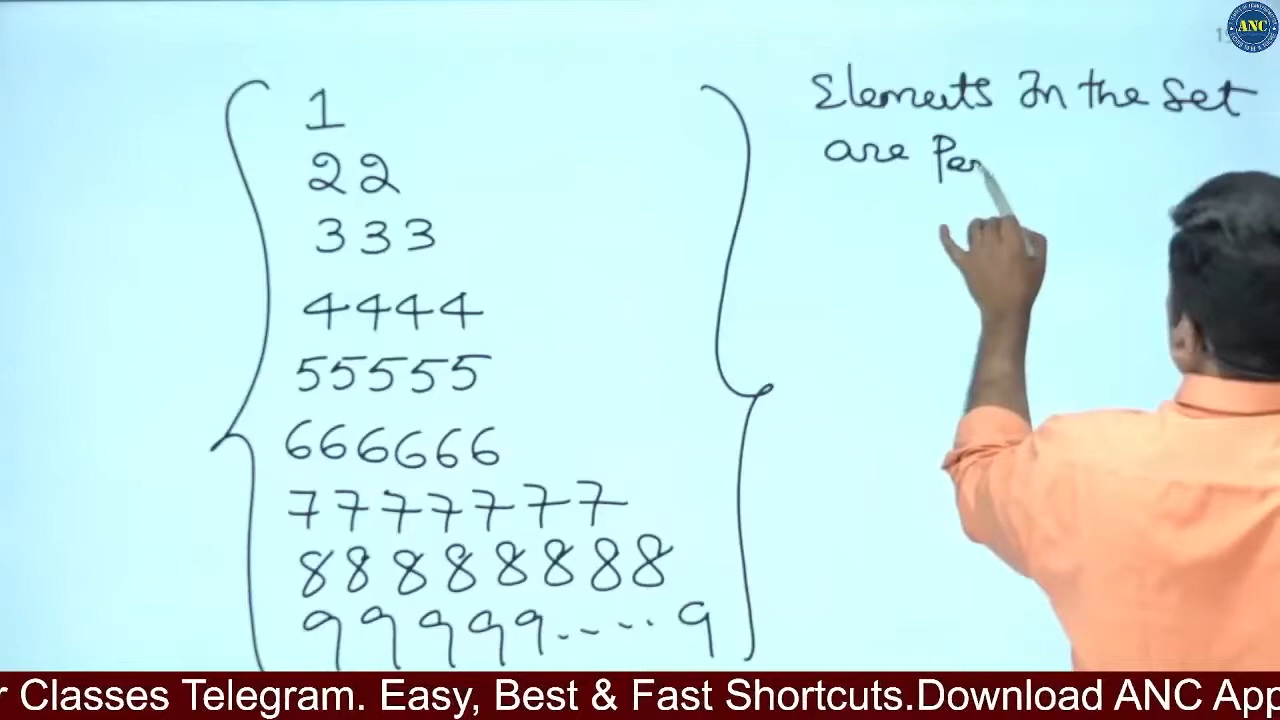 1
22
333
4444
55555
666666
7777777
88888888
99999.....9
Elements In the Set
are Per
ANC
r Classes Telegram. Easy, Best & Fast Shortcuts.Download ANC App